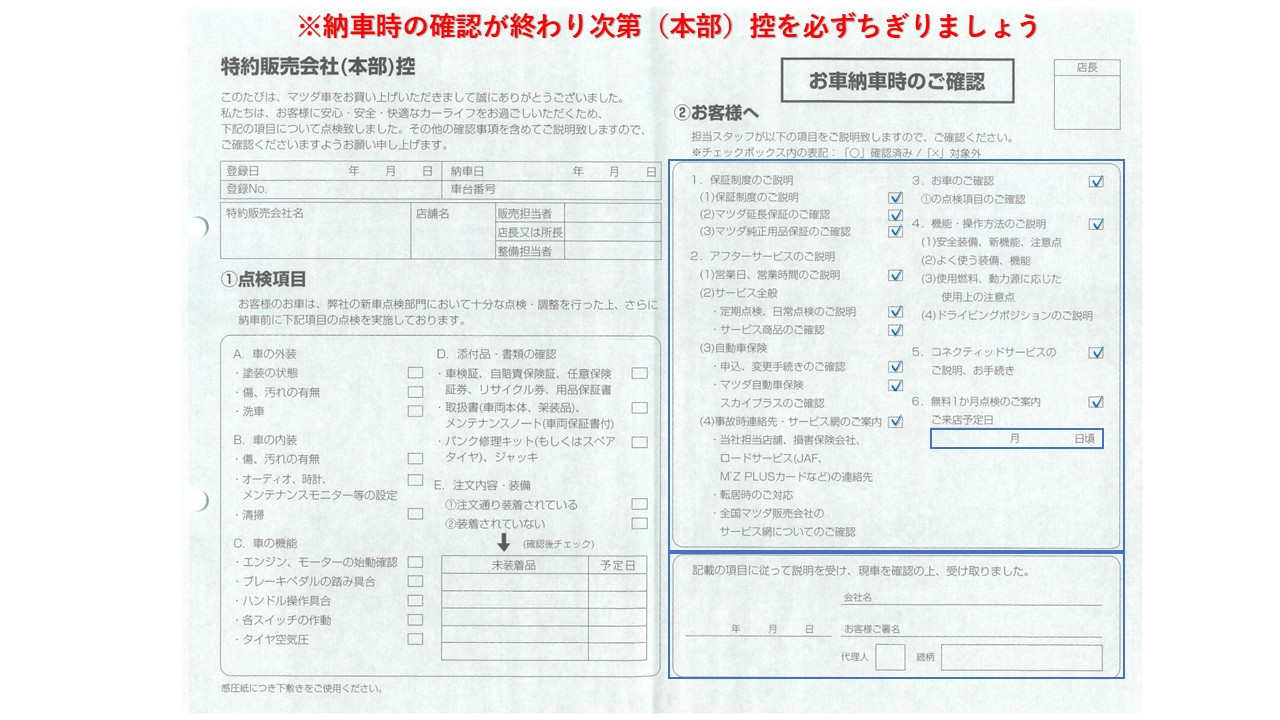 ※納車時の確認が終わり次第（本部）控を必ずちぎりましょう
特約販売会社(本部)控
このたびは、マツダ車をお買い上げいただきまして誠にありがとうございました。
私たちは、お客様に安心・安全・快適なカーライフをお過ごしいただくため、
下記の項目について点検致しました。その他の確認事項を含めてご説明致しますので、
ご確認くださいますようお願い申し上げます。
登録日 年 月 日 納車日 年 月 日
登録No. 車台番号
特約販売会社名 店舗名 販売担当者
店長又は所長
整備担当者
①点検項目
お客様のお車は、弊社の新車点検部門において十分な点検・調整を行った上、さらに
納車前に下記項目の点検を実施しております。
A．車の外装
・塗装の状態
・傷、汚れの有無
・洗車
B．車の内装
・傷、汚れの有無
・オーディオ、時計、
メンテナンスモニター等の設定
・清掃
C．車の機能
・エンジン、モーターの始動確認
・ブレーキペダルの踏み具合
・ハンドル操作具合
・各スイッチの作動
・タイヤ空気圧
D．添付品・書類の確認
・車検証、自賠責保険証、任意保険
証券、リサイクル券、用品保証書
・取扱書(車両本体、架装品)、
メンテナンスノート(車両保証書付)
・パンク修理キット(もしくはスペア
タイヤ)、ジャッキ
E．注文内容・装備
①注文通り装着されている
②装着されていない
(確認後チェック)
未装着品 予定日
感圧紙につき下敷きをご使用ください。
お車納車時のご確認
店長
②お客様へ
担当スタッフが以下の項目をご説明致しますので、ご確認ください。
※チェックボックス内の表記：「○」確認済み /「×」対象外
1．保証制度のご説明
(1)保証制度のご説明
(2)マツダ延長保証のご確認
(3)マツダ純正用品保証のご確認
2．アフターサービスのご説明
(1)営業日、営業時間のご説明
(2)サービス全般
・定期点検、日常点検のご説明
・サービス商品のご確認
(3)自動車保険
・申込、変更手続きのご確認
・マツダ自動車保険
スカイプラスのご確認
(4)事故時連絡先・サービス網のご案内
・当社担当店舗、損害保険会社、
ロードサービス(JAF、
M'Z PLUSカードなど)の連絡先
・転居時のご対応
・全国マツダ販売会社の
サービス網についてのご確認
3．お車のご確認
①の点検項目のご確認
4．機能・操作方法のご説明
(1)安全装備、新機能、注意点
(2)よく使う装備、機能
(3)使用燃料、動力源に応じた
使用上の注意点
(4)ドライビングポジションのご説明
5．コネクティッドサービスの
ご説明、お手続き
6．無料1か月点検のご案内
ご来店予定日
月 日頃
記載の項目に従って説明を受け、現車を確認の上、受け取りました。
会社名
年 月 日 お客様ご署名
代理人 続柄